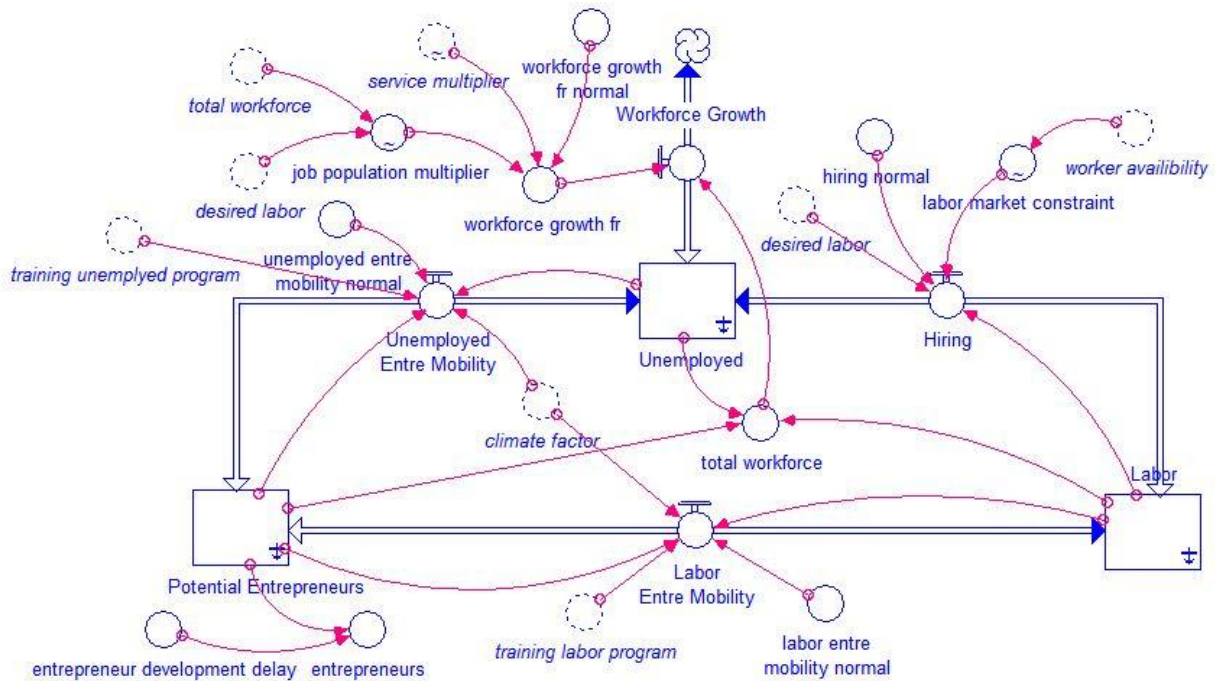 workforce growth
fr normal
service multiplier
total workforce
Workforce Growth
job population multiplier
hiring normal
worker availibility
labor market constraint
desired labor
workforce growth fr
desired labor
training unemplyed program
unemployed entre
mobility normal
Unemployed
Entre Mobility
Unemployed
Hiring
climate factor
total workforce
Labor
Potential Entrepreneurs
Labor
Entre Mobility
training labor program
labor entre
mobility normal
entrepreneur development delay
entrepreneurs